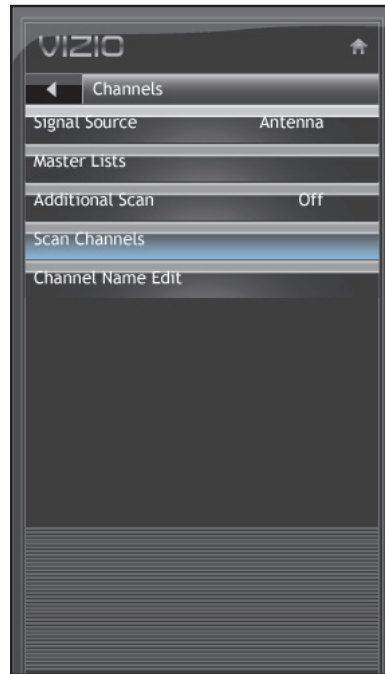 VIZIO
Channels
Signal Source Antenna
Master Lists
Additional Scan Off
Scan Channels
Channel Name Edit